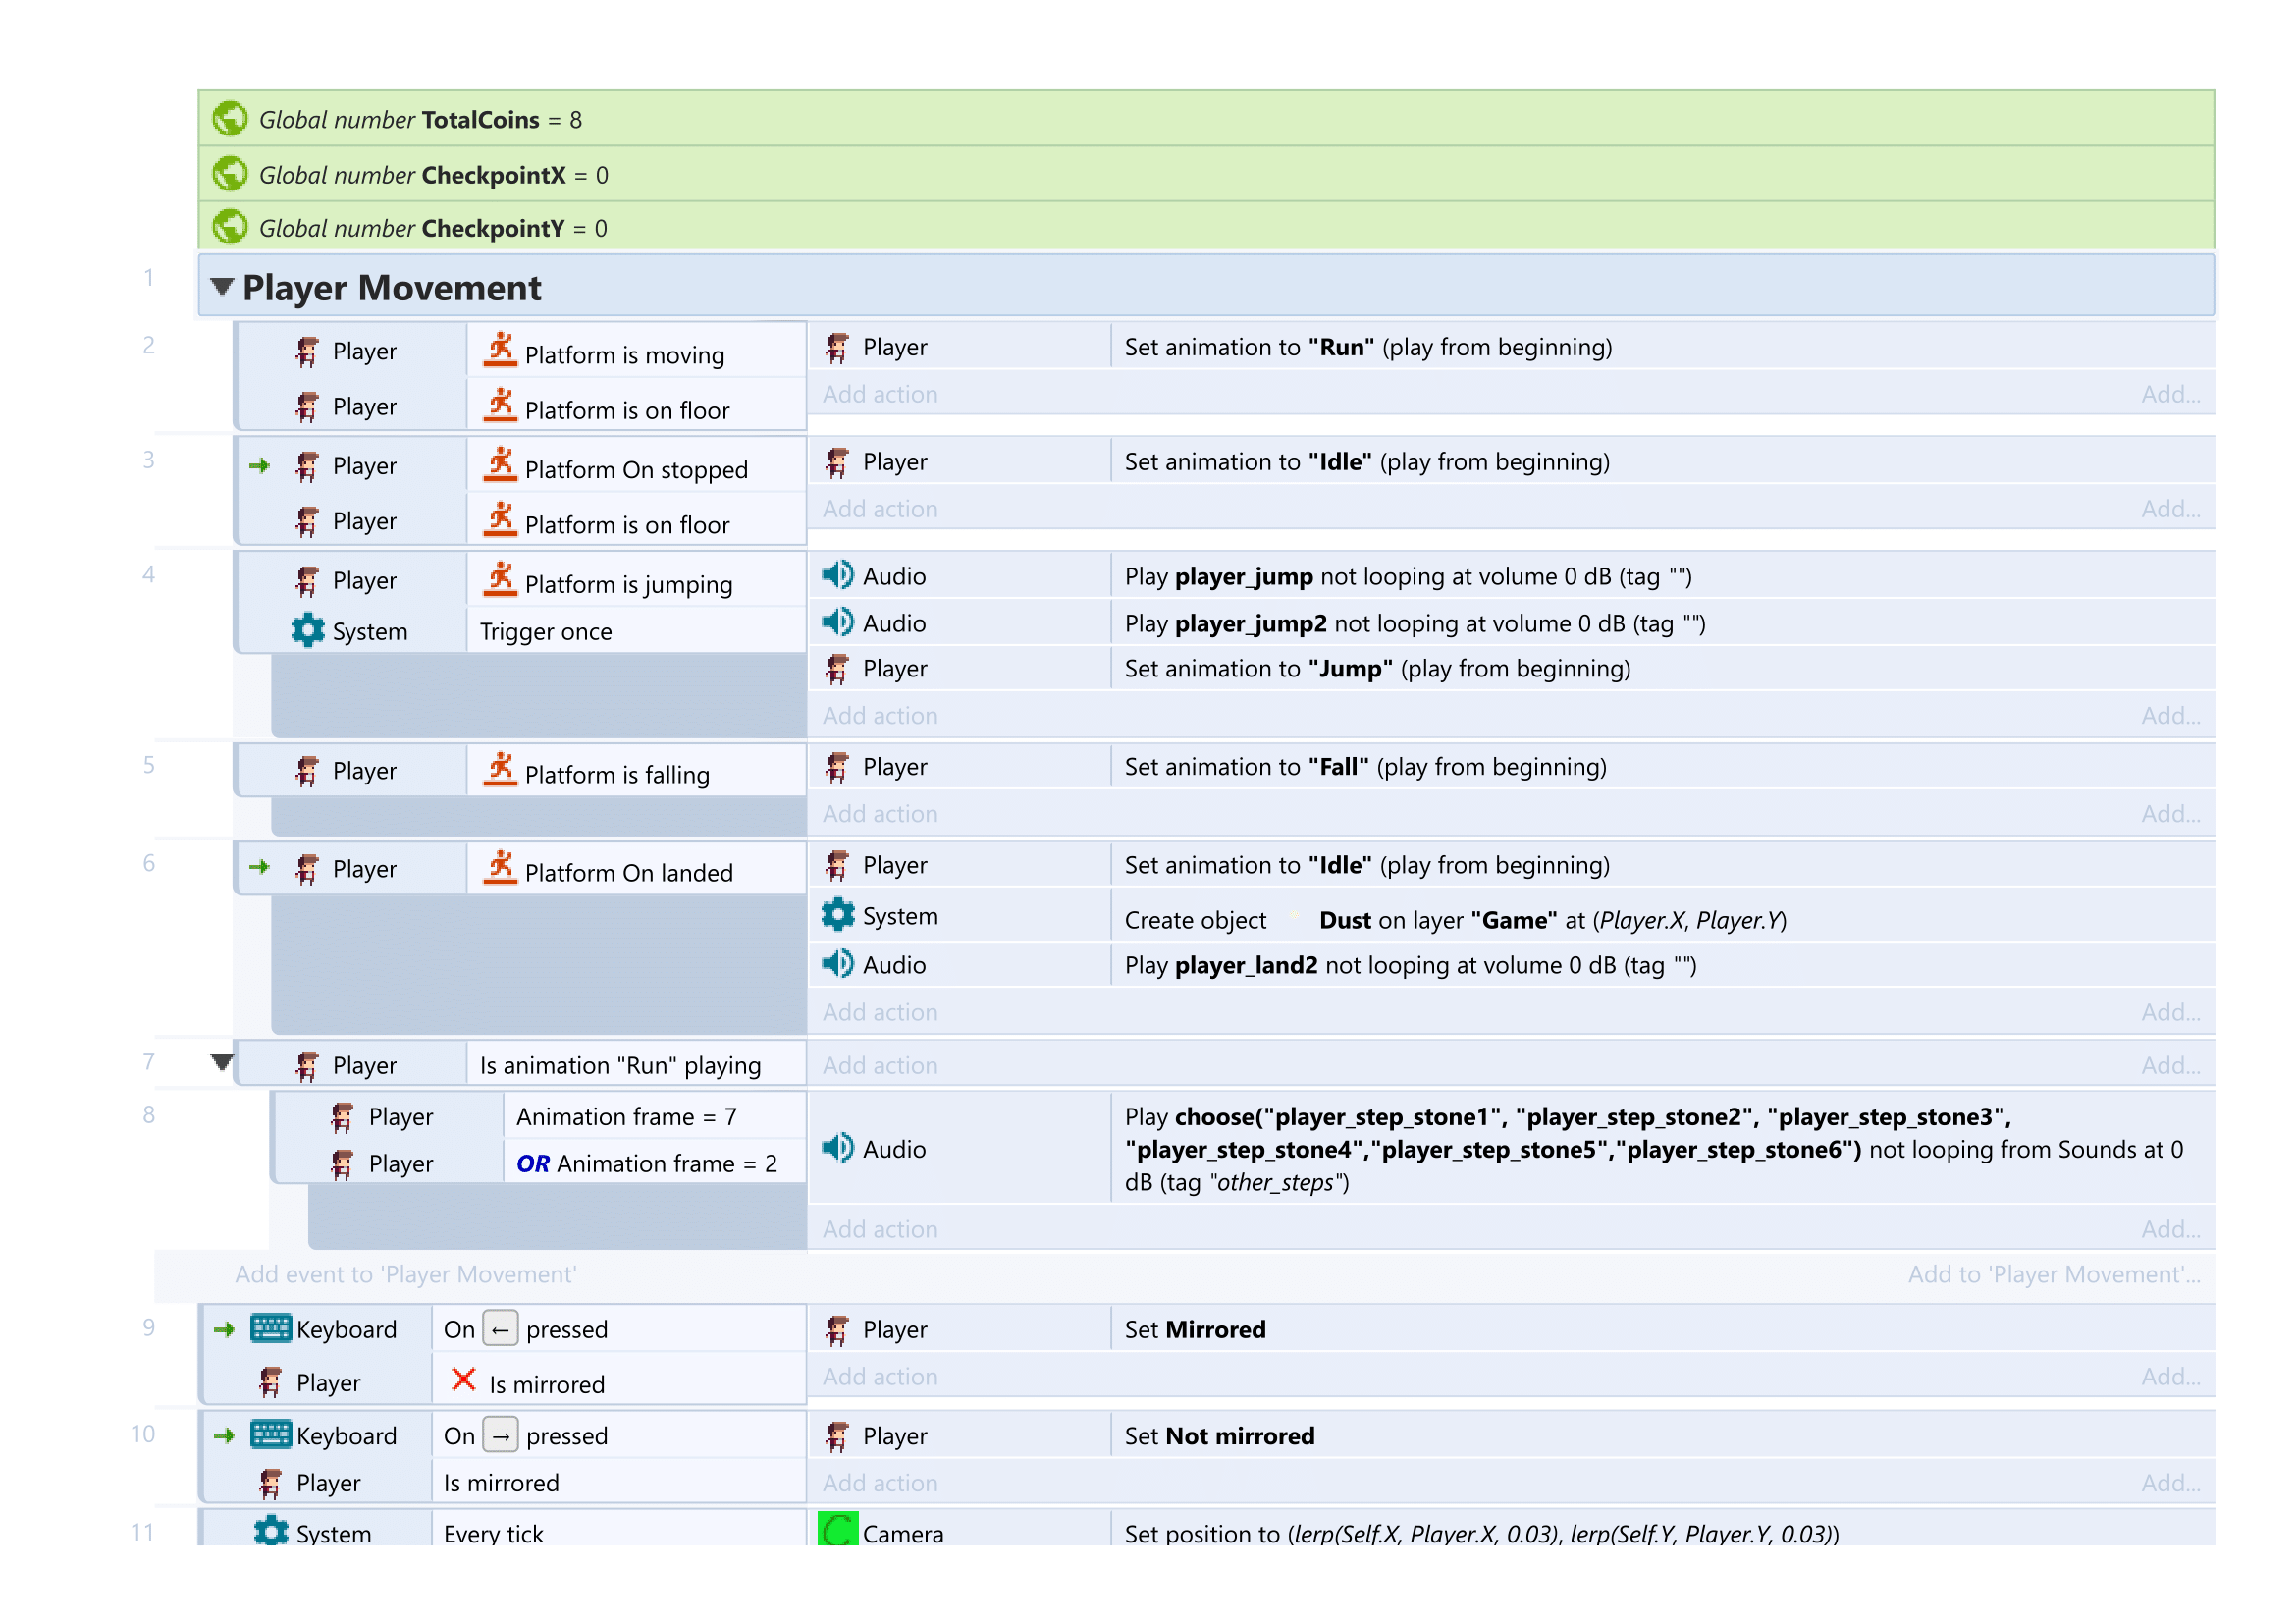 Global number TotalCoins = 8
Global number CheckpointX = 0
Global number CheckpointY = 0
1 Player Movement
2 Player Platform is moving Player Set animation to "Run" (play from beginning)
Player Platform is on floor Add action Add...
3 Player Platform On stopped Player Set animation to "Idle" (play from beginning)
Player Platform is on floor Add action Add...
4 Player Platform is jumping Audio Play player_jump not looping at volume 0 dB (tag "")
System Trigger once Audio Play player_jump2 not looping at volume 0 dB (tag "")
Player Set animation to "Jump" (play from beginning)
Add action Add...
5 Player Platform is falling Player Set animation to "Fall" (play from beginning)
Add action Add...
6 Player Platform On landed Player Set animation to "Idle" (play from beginning)
System Create object Dust on layer "Game" at (Player.X, Player.Y)
Audio Play player_land2 not looping at volume 0 dB (tag "")
Add action Add...
7 Player Is animation "Run" playing Add action Add...
8 Player Animation frame = 7 Play choose("player_step_stone1", "player_step_stone2", "player_step_stone3",
Player OR Animation frame = 2 Audio "player_step_stone4","player_step_stone5","player_step_stone6") not looping from Sounds at 0
dB (tag "other_steps")
Add action Add...
Add event to 'Player Movement' Add to 'Player Movement'...
9 Keyboard On ← pressed Player Set Mirrored
Player Is mirrored Add action Add...
10 Keyboard On → pressed Player Set Not mirrored
Player Is mirrored Add action Add...
11 System Every tick C Camera Set position to (lerp(Self.X, Player.X, 0.03), lerp(Self.Y, Player.Y, 0.03))